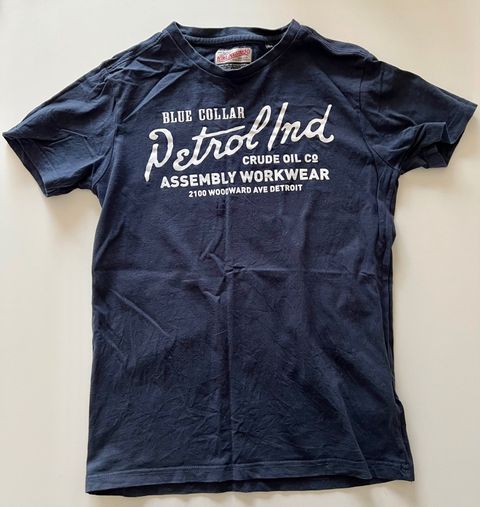 BLUE COLLAR
Petrol Ind
CRUDE OIL CO
ASSEMBLY WORKWEAR
2100 WOODWARD AVE DETROIT